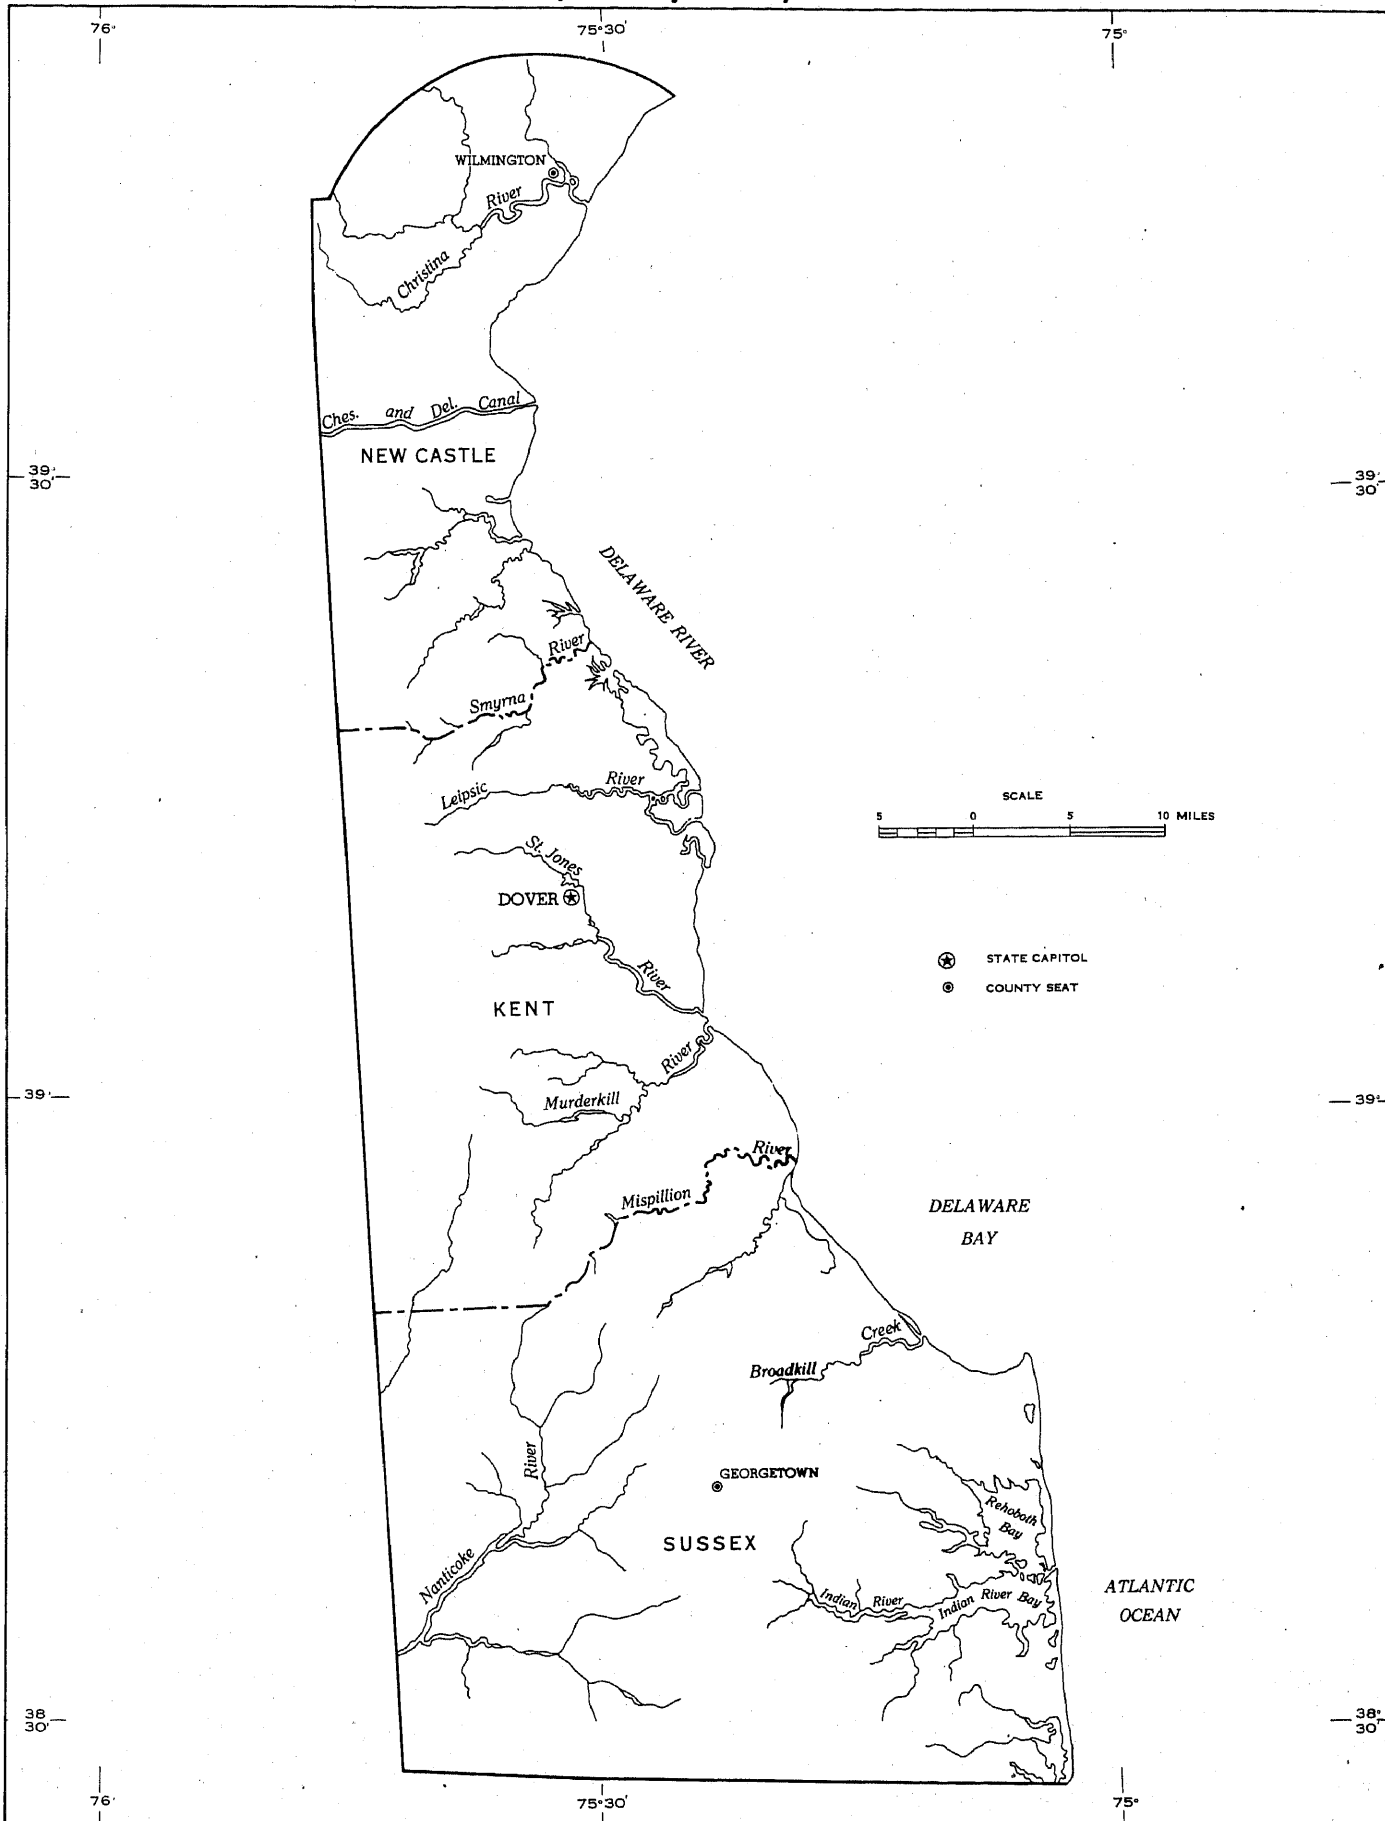 76°
75°30'
75°
WILMINGTON
River
Christina
Ches. and Del. Canal
NEW CASTLE
39°
30'
39°
30'
DELAWARE RIVER
River
Smyrna
River
Leipsic
SCALE
5 0 5 10 MILES
St. Jones
DOVER
STATE CAPITOL
River
COUNTY SEAT
KENT
River
Murderkill
39°
39°
River
Mispillion
DELAWARE
BAY
Creek
Broadkill
River
GEORGETOWN
Rehoboth
Bay
SUSSEX
Nanticoke
Indian River
Indian River Bay
ATLANTIC
OCEAN
38
30'
38°
30'
76°
75°30'
75°